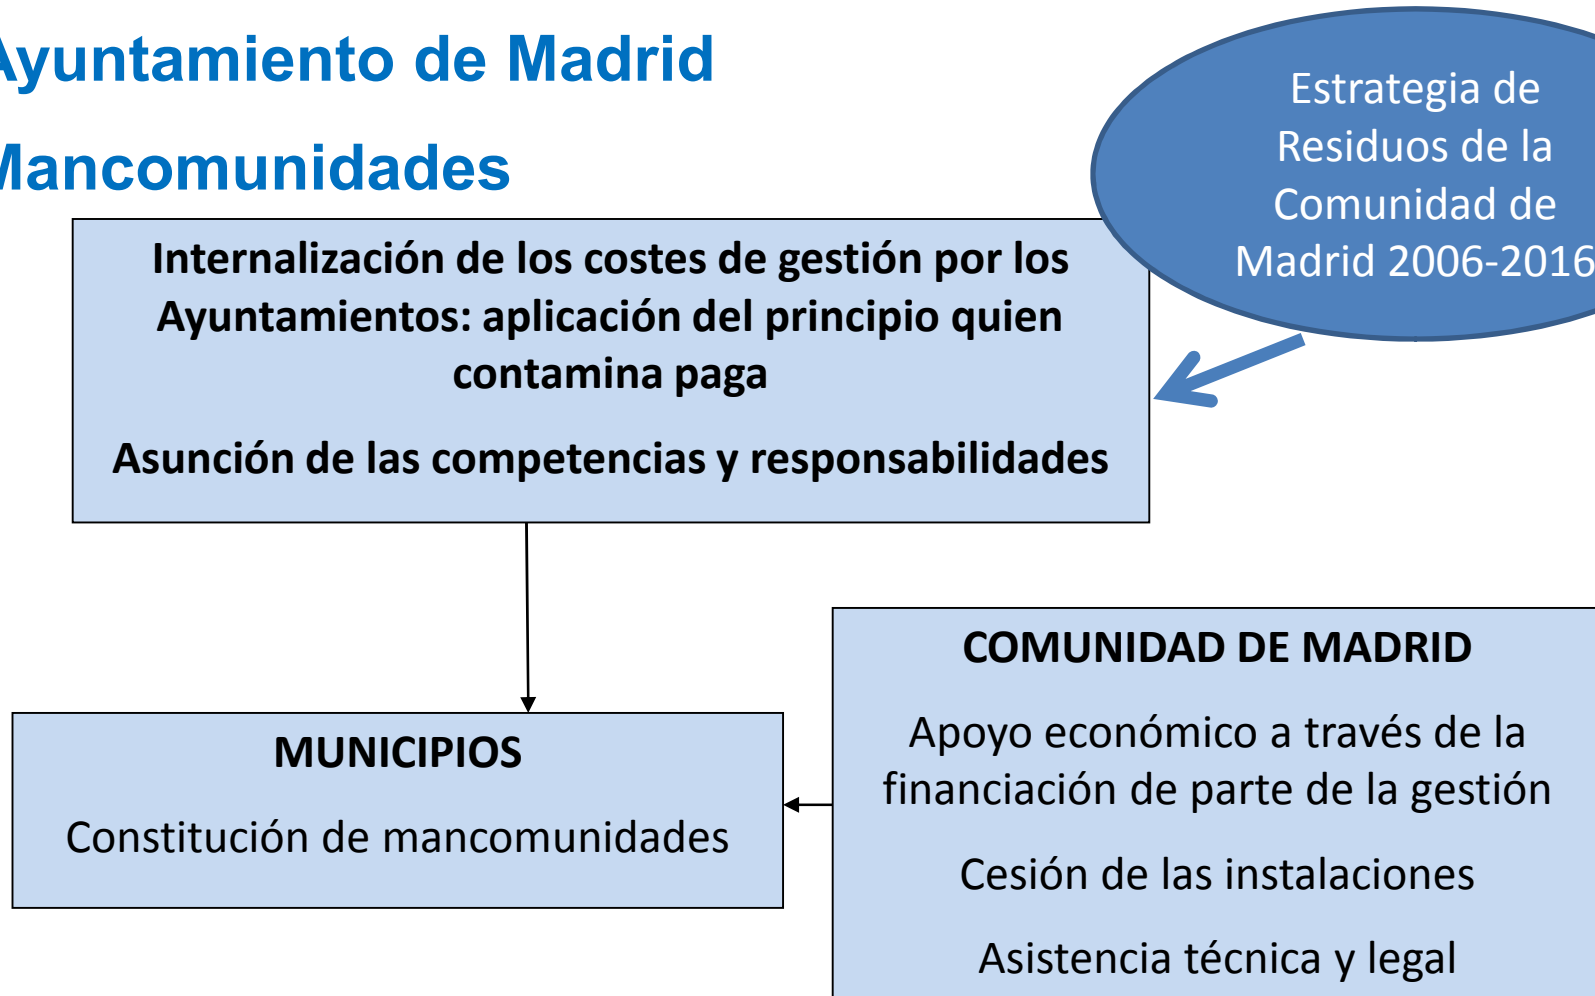 Ayuntamiento de Madrid
Mancomunidades
Estrategia de
Residuos de la
Comunidad de
Madrid 2006-2016
Internalización de los costes de gestión por los
Ayuntamientos: aplicación del principio quien
contamina paga
Asunción de las competencias y responsabilidades
MUNICIPIOS
Constitución de mancomunidades
COMUNIDAD DE MADRID
Apoyo económico a través de la
financiación de parte de la gestión
Cesión de las instalaciones
Asistencia técnica y legal